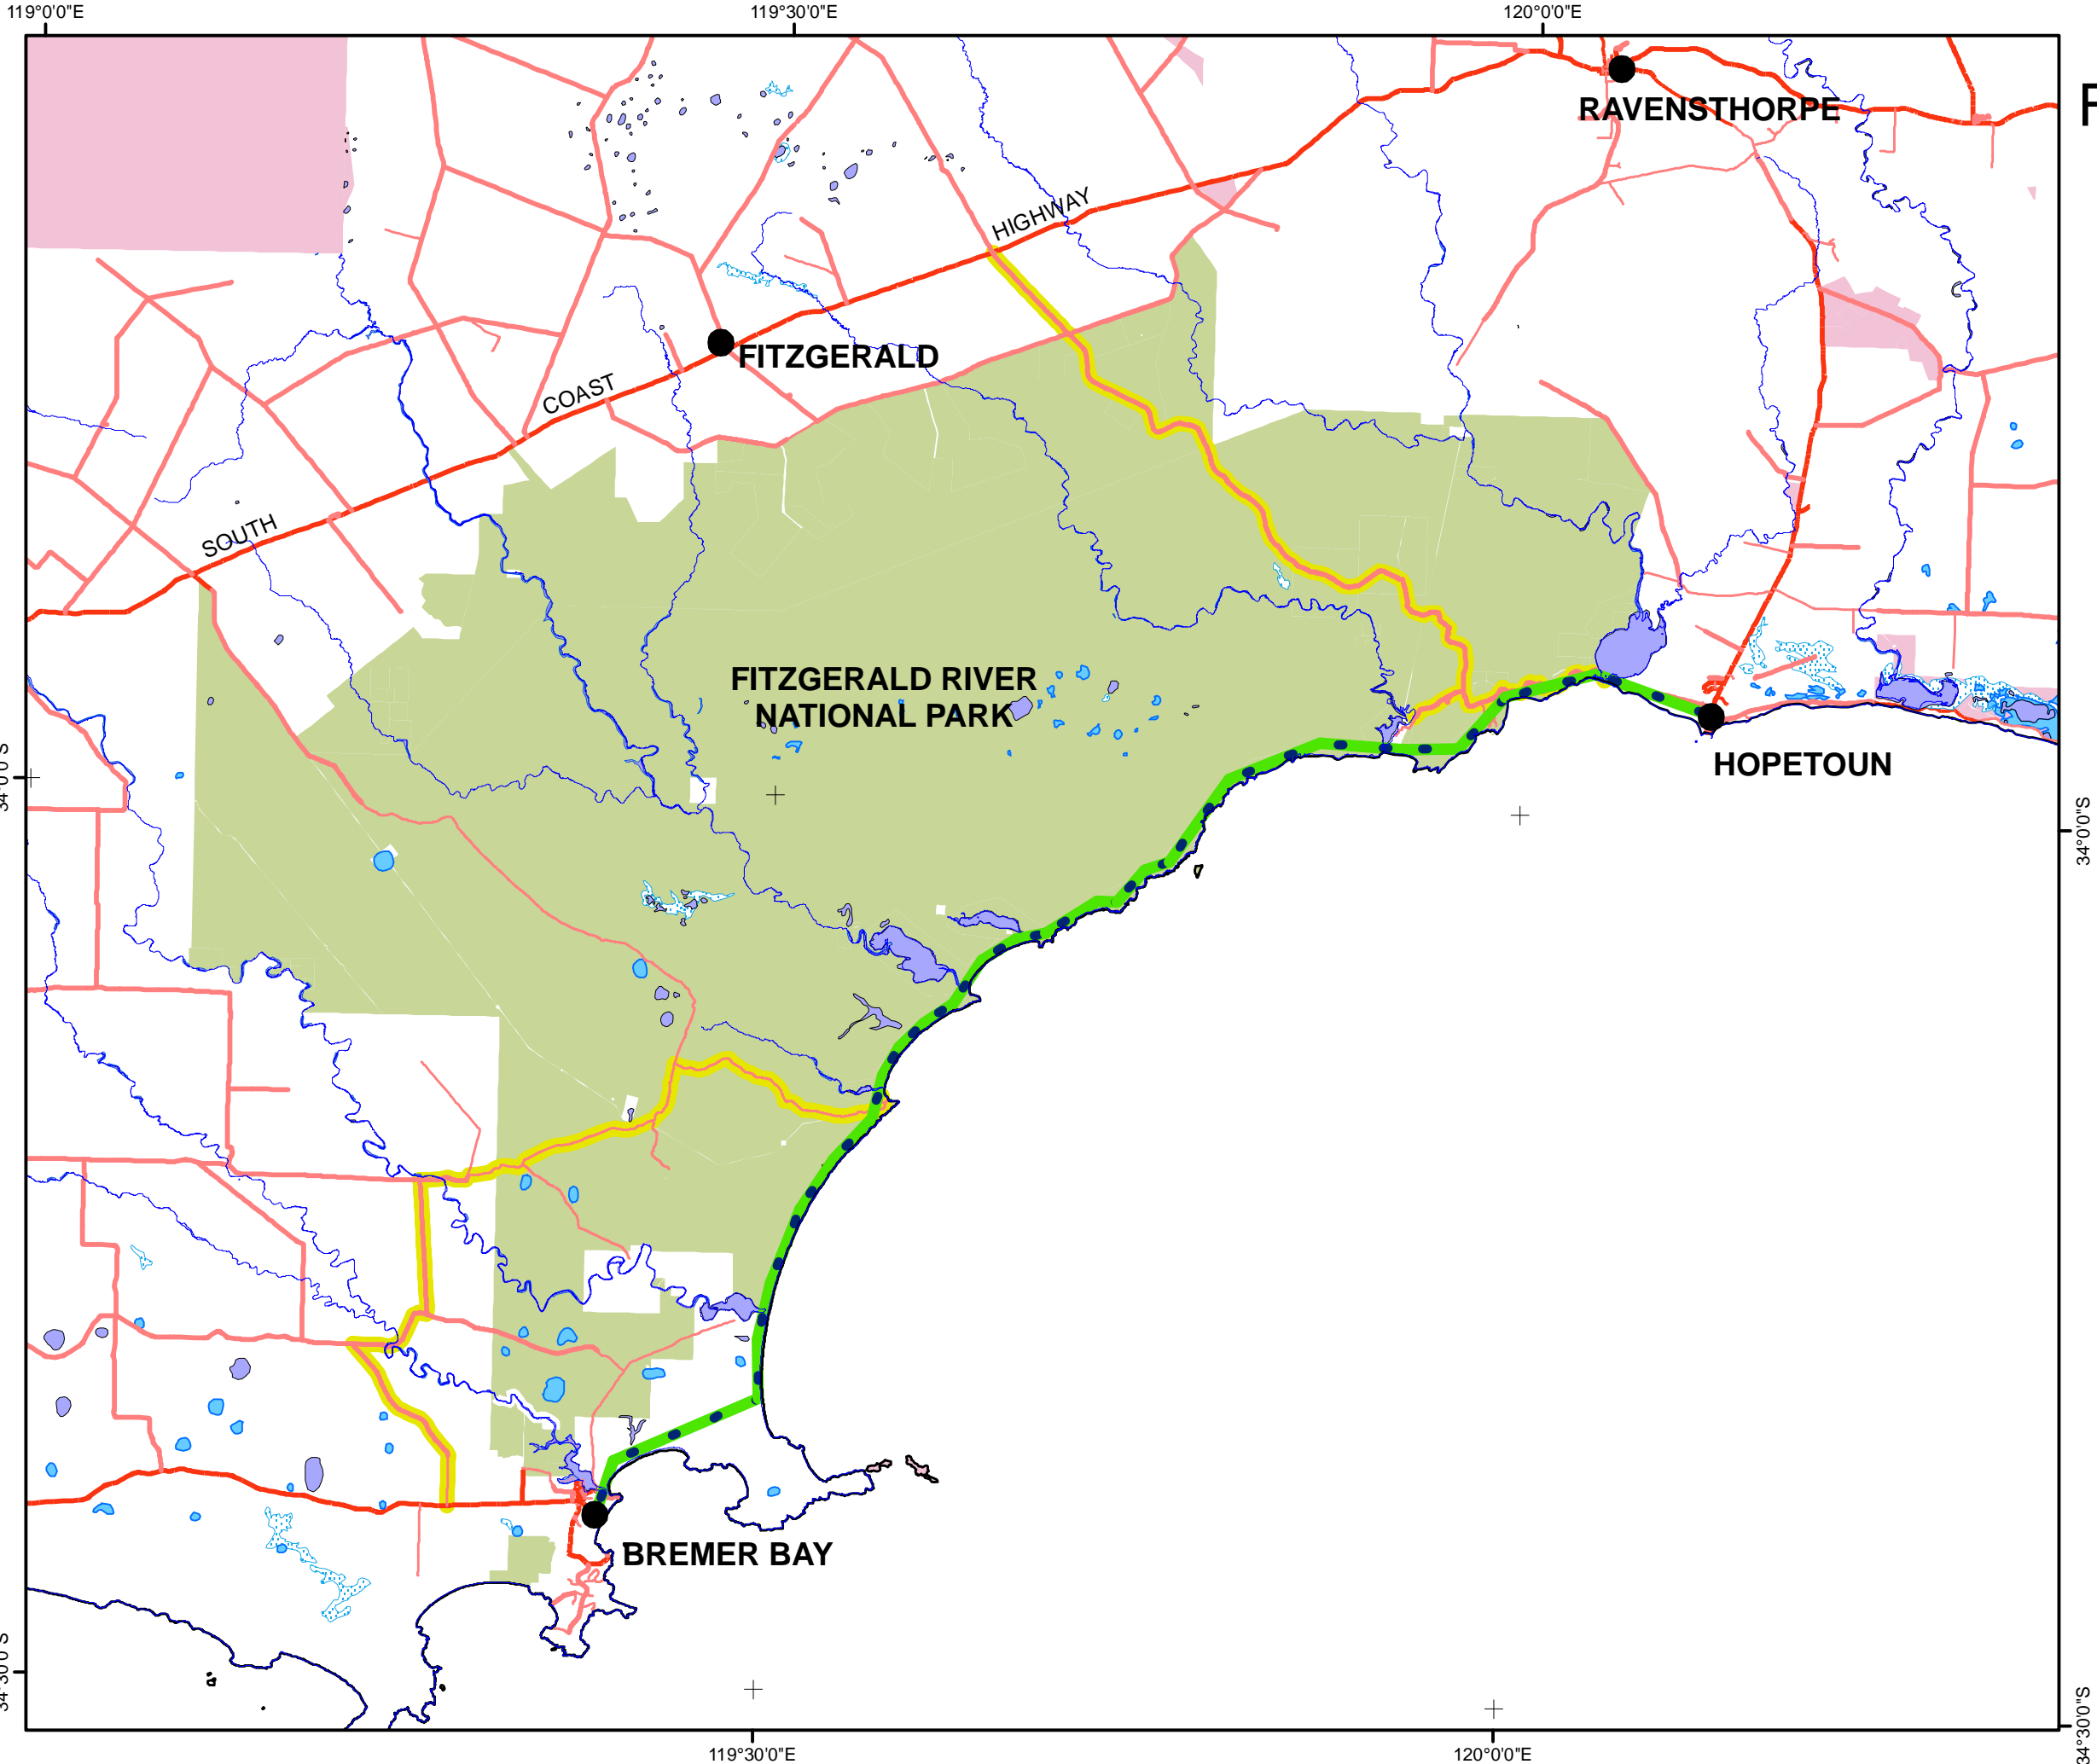 119°0'0"E
119°30'0"E
120°0'0"E
RAVENSTHORPE
HIGHWAY
FITZGERALD
COAST
SOUTH
FITZGERALD RIVER
NATIONAL PARK
HOPETOUN
34°0'0"S
BREMER BAY
34°30'0"S
119°30'0"E
120°0'0"E